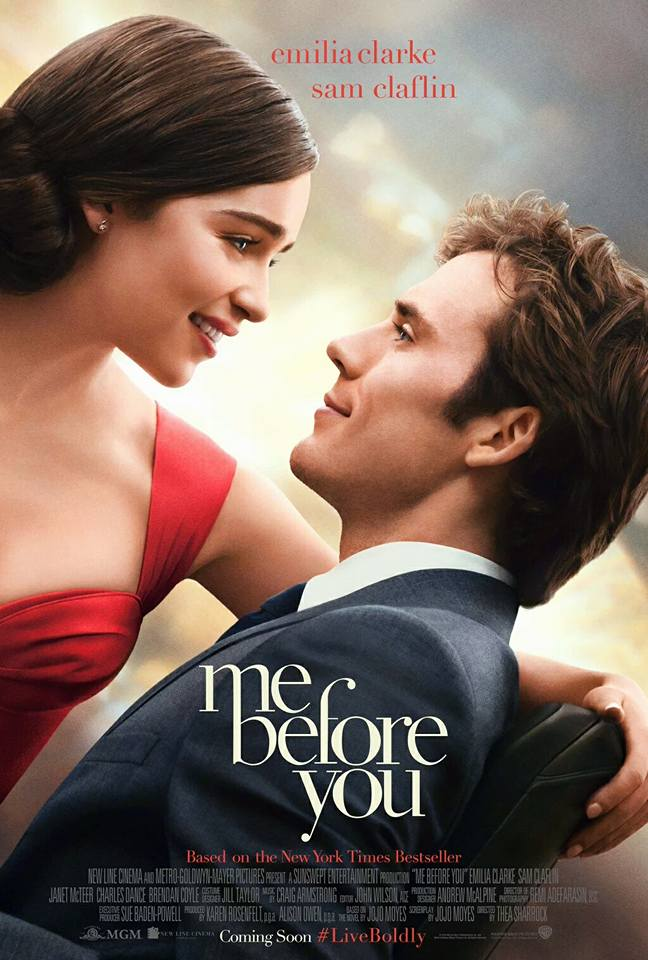 emilia clarke
sam claflin
me
before
you
Based on the New York Times Bestseller
NEW LINE CINEMA AND METRO-GOLDWYN-MAYER PICTURES PRESENT A SUNSWEPT ENTERTAINMENT PRODUCTION "ME BEFORE YOU" EMILIA CLARKE SAM CLAFLIN
JANET McTEER CHARLES DANCE BRENDAN COYLE COSTUME DESIGNER JILL TAYLOR MUSIC BY CRAIG ARMSTRONG EDITOR JOHN WILSON, ACE PRODUCTION DESIGNER ANDREW McALPINE DIRECTOR OF PHOTOGRAPHY REMI ADEFARASIN, BSC
EXECUTIVE PRODUCER SUE BADEN-POWELL PRODUCED BY KAREN ROSENFELT, p.g.a. ALISON OWEN, p.g.a. BASED ON THE NOVEL BY JOJO MOYES SCREENPLAY BY JOJO MOYES DIRECTED BY THEA SHARROCK
MGM NEW LINE CINEMA Coming Soon #LiveBoldly